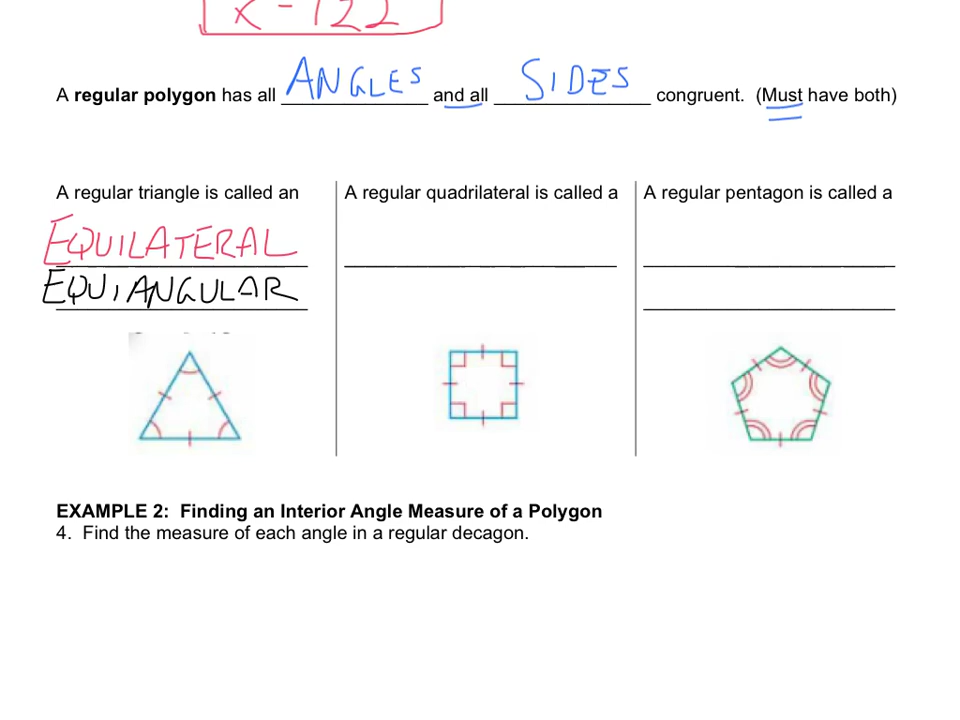 x = 122
A regular polygon has all ANGLES and all SIDES congruent. (Must have both)
A regular triangle is called an
EQUILATERAL
EQUIANGULAR
A regular quadrilateral is called a
A regular pentagon is called a
EXAMPLE 2: Finding an Interior Angle Measure of a Polygon
4. Find the measure of each angle in a regular decagon.